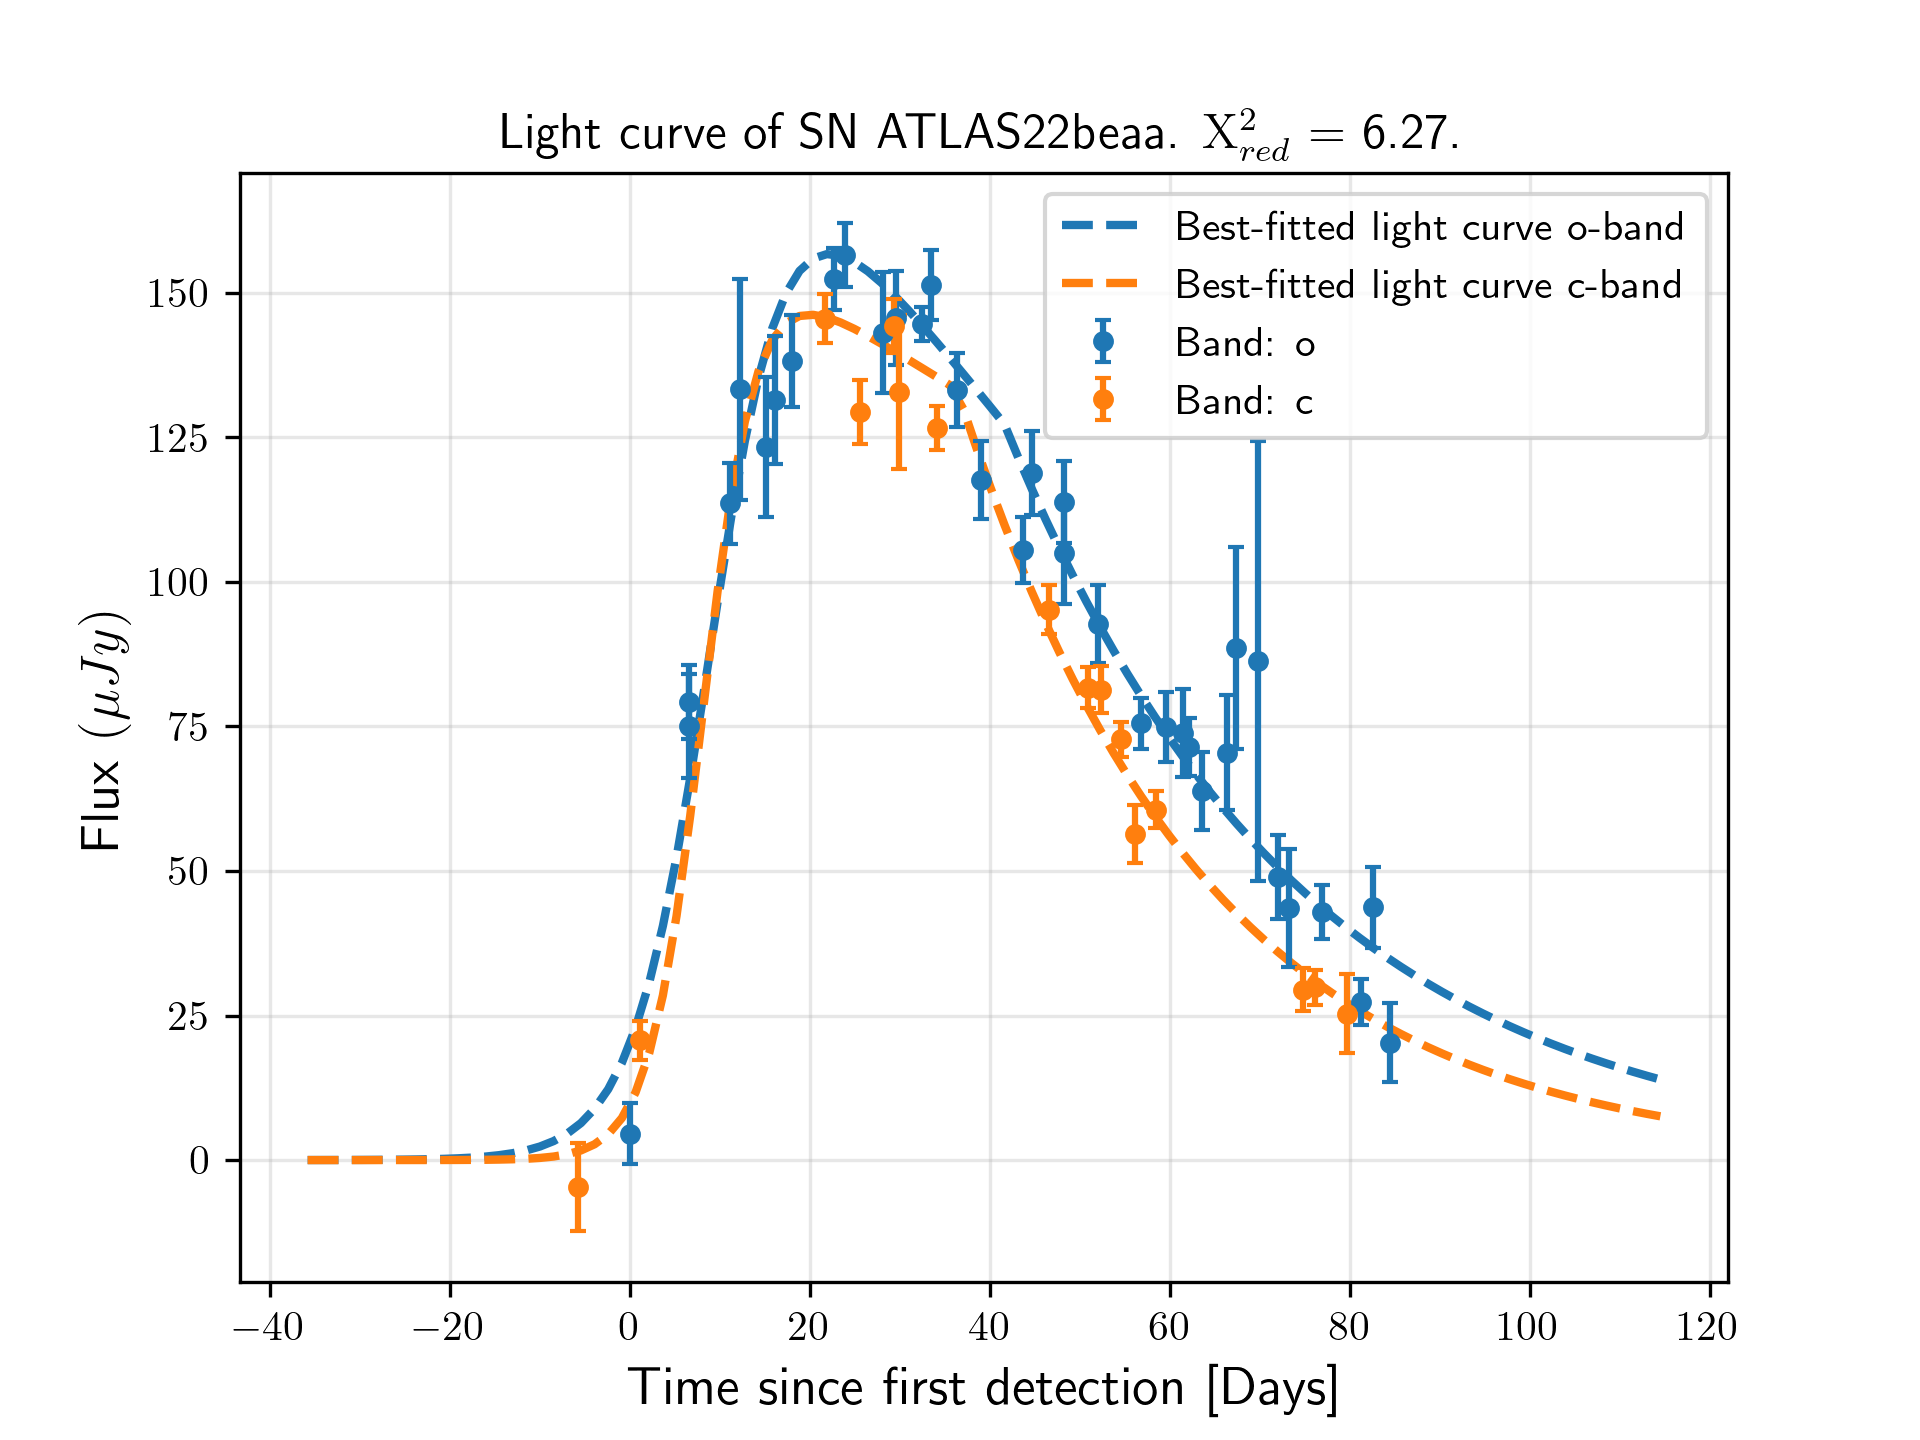 Light curve of SN ATLAS22beaa. X²red = 6.27.
Best-fitted light curve o-band
Best-fitted light curve c-band
Band: o
Band: c
Flux (μJy)
150
125
100
75
50
25
0
−40 −20 0 20 40 60 80 100 120
Time since first detection [Days]